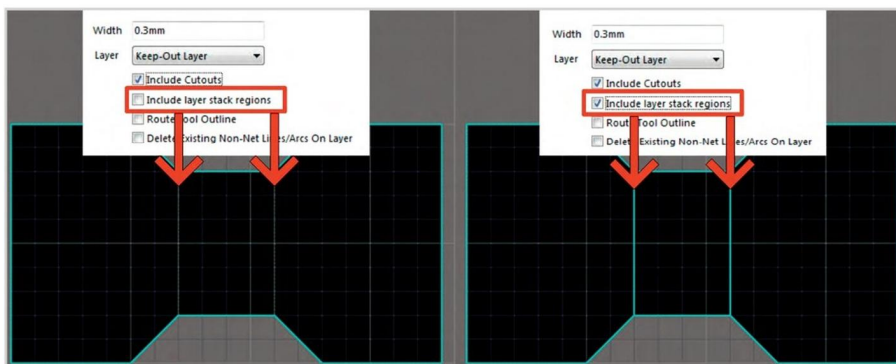 Width 0.3mm
Layer Keep-Out Layer
Include Cutouts
Include layer stack regions
Route Tool Outline
Delete Existing Non-Net Lines/Arcs On Layer
Width 0.3mm
Layer Keep-Out Layer
Include Cutouts
Include layer stack regions
Route Tool Outline
Delete Existing Non-Net Lines/Arcs On Layer